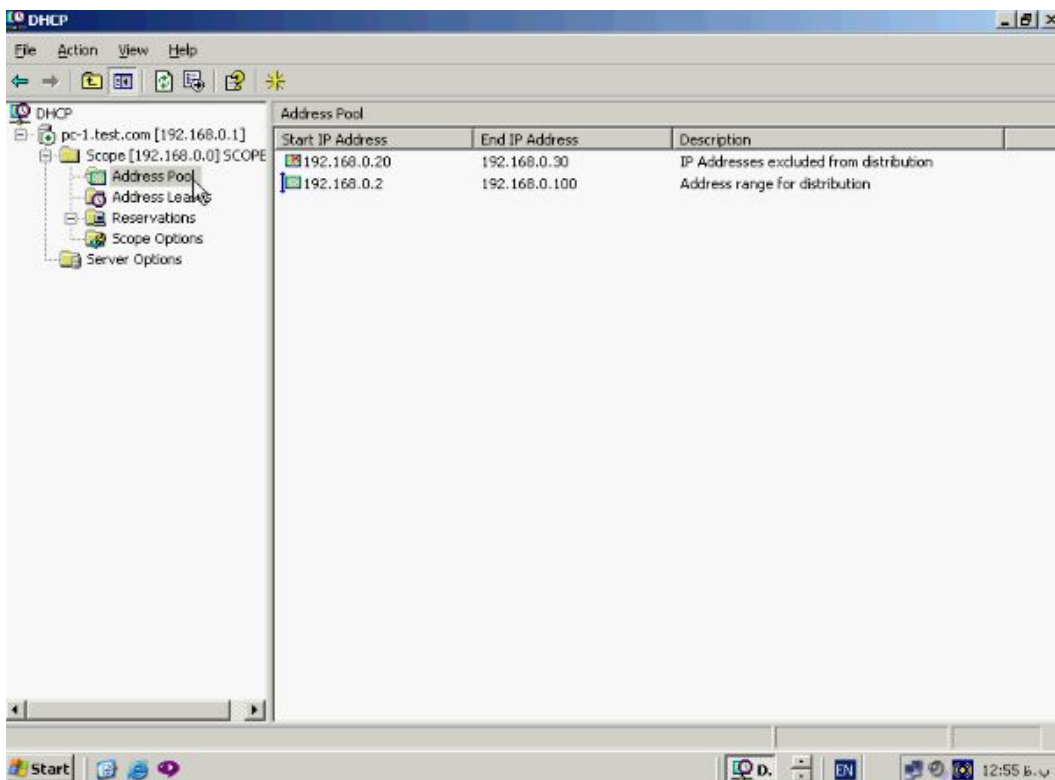 DHCP
File Action View Help
DHCP
pc-1.test.com [192.168.0.1]
Scope [192.168.0.0] SCOPE
Address Pool
Address Leases
Reservations
Scope Options
Server Options
Address Pool
Start IP Address End IP Address Description
192.168.0.20 192.168.0.30 IP Addresses excluded from distribution
192.168.0.2 192.168.0.100 Address range for distribution
Start D. EN 12:55